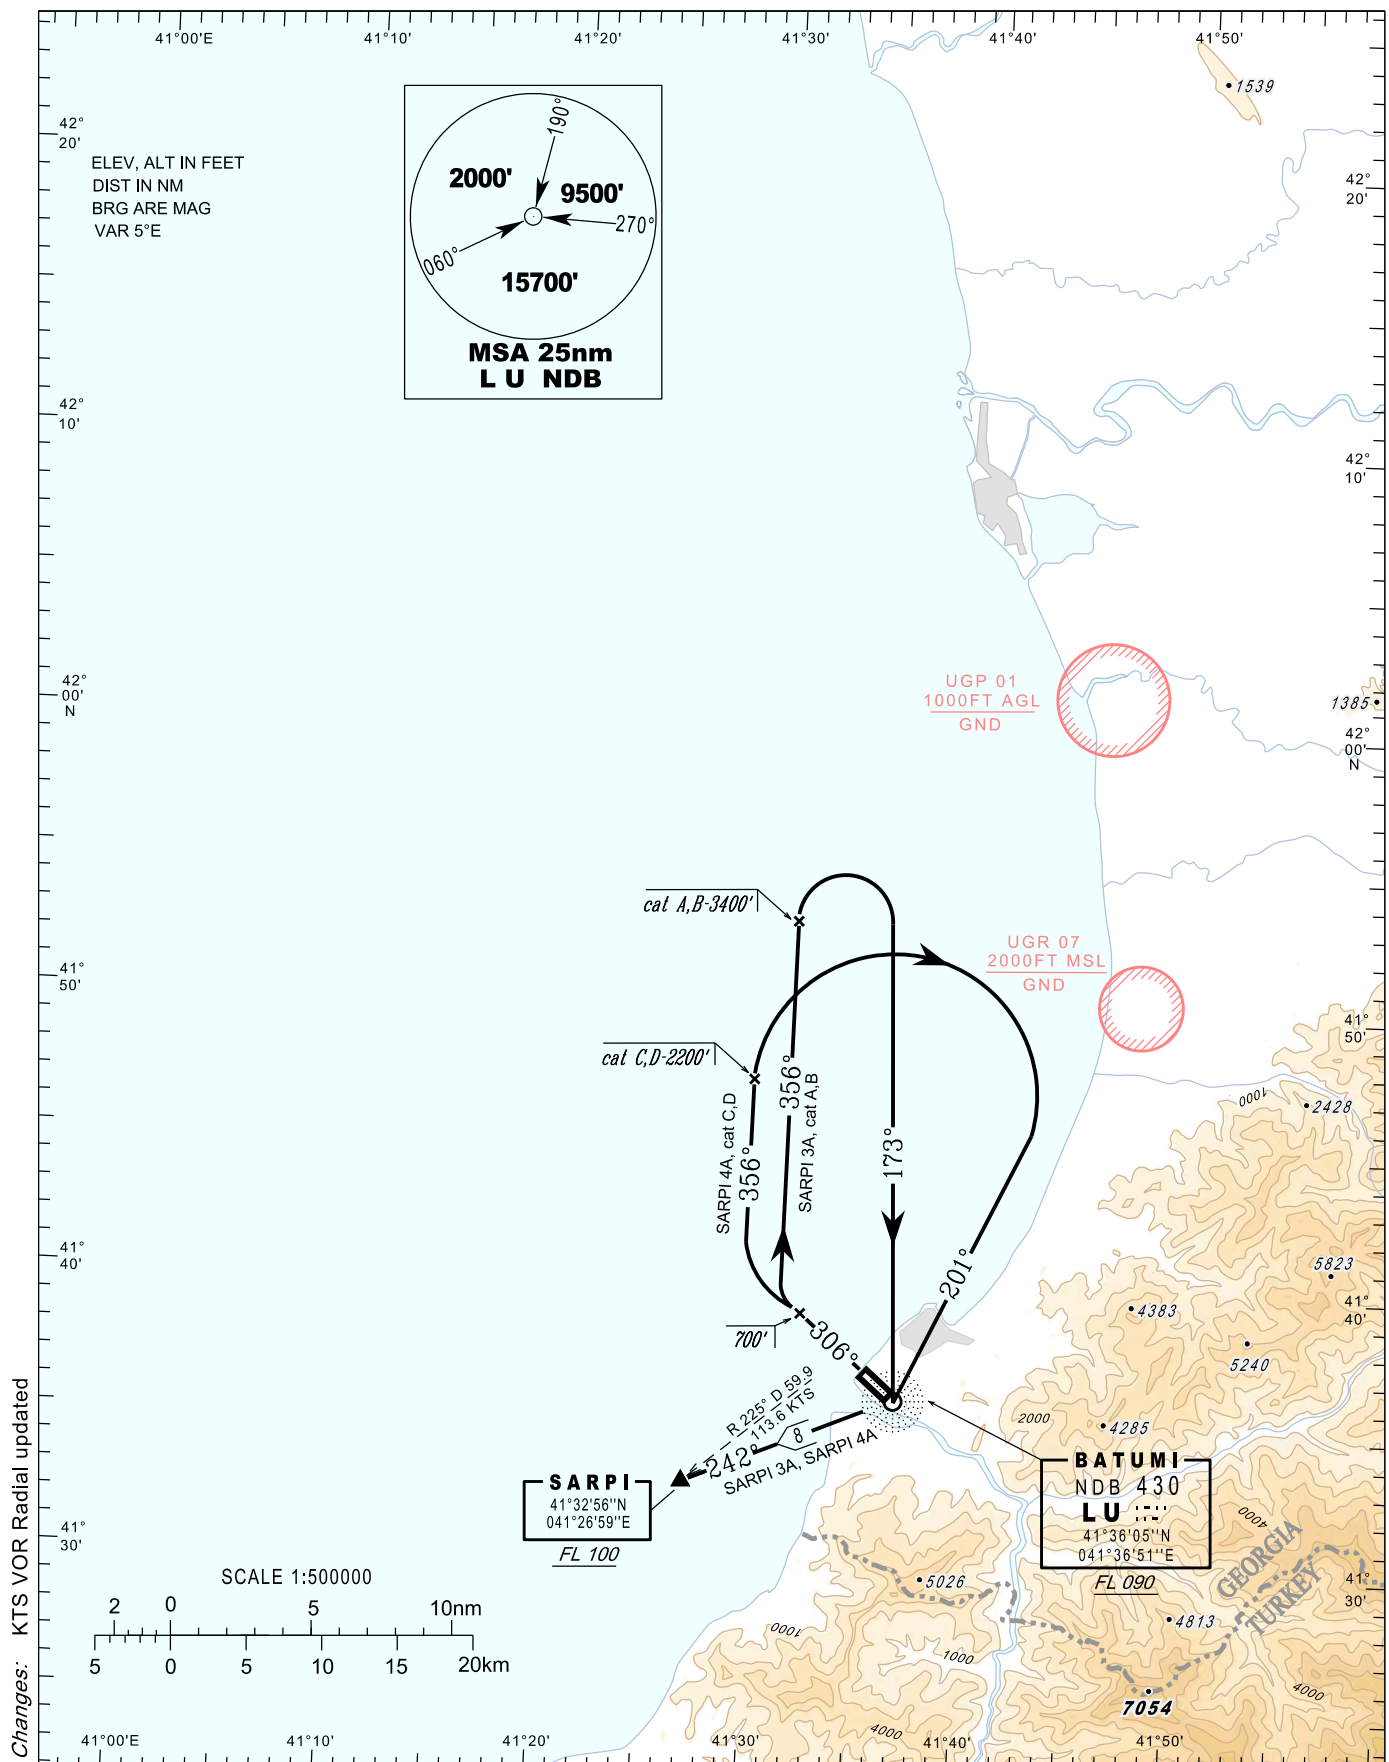 41°00'E
41°10'
41°20'
41°30'
41°40'
41°50'
1539
42°
20'
42°
20'
ELEV, ALT IN FEET
DIST IN NM
BRG ARE MAG
VAR 5°E
190°
2000'
9500'
270°
060°
15700'
MSA 25nm
L U NDB
42°
10'
42°
10'
42°
00'
N
UGP 01
1000FT AGL
GND
1385
42°
00'
N
cat A,B-3400'
UGR 07
2000FT MSL
GND
41°
50'
41°
50'
cat C,D-2200'
356°
SARPI 3A, cat A,B
SARPI 4A, cat C,D
356°
173°
1000
2428
41°
40'
201°
5823
4383
41°
40'
5240
700'
306°
R 225° D 59.9
113.6 KTS
242°
8
SARPI 3A, SARPI 4A
2000
4285
SARPI
41°32'56"N
041°26'59"E
FL 100
BATUMI
NDB 430
LU
41°36'05"N
041°36'51"E
FL 090
4000
GEORGIA
TURKEY
41°
30'
41°
30'
5026
4813
1000
1000
7054
4000
4000
SCALE 1:500000
2 0 5 10nm
5 0 5 10 15 20km
Changes: KTS VOR Radial updated
41°00'E
41°10'
41°20'
41°30'
41°40'
41°50'